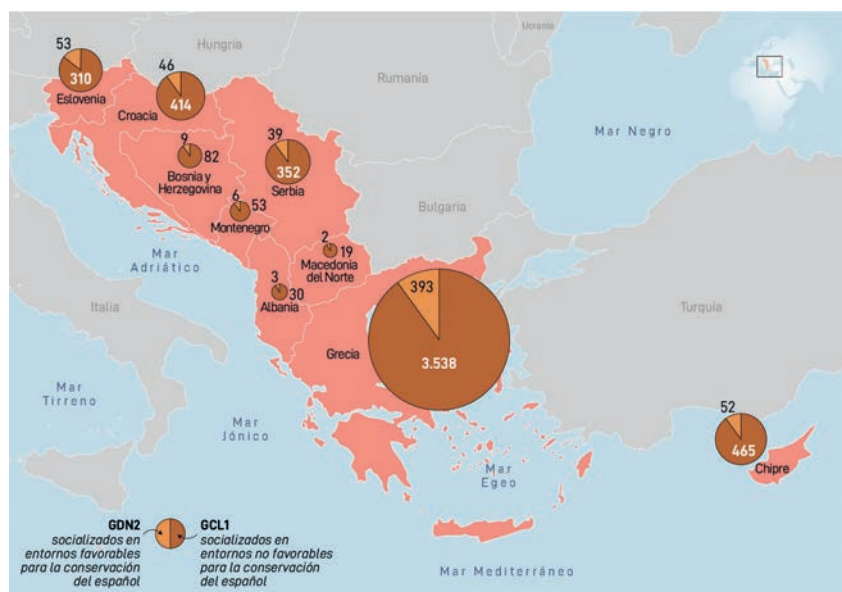 Ucrania
Hungría
Rumanía
53
310
Eslovenia
46
414
Croacia
Mar Negro
9
82
Bosnia y
Herzegovina
39
352
Serbia
6
53
Montenegro
Bulgaria
Mar
Adriático
2
19
Macedonia
del Norte
3
30
Albania
Italia
393
3.538
Grecia
Turquía
Mar
Tirreno
Mar
Jónico
Mar
Egeo
52
465
Chipre
GDN2
socializados en
entornos favorables
para la conservación
del español
GCL1
socializados en
entornos no favorables
para la conservación
del español
Mar Mediterráneo